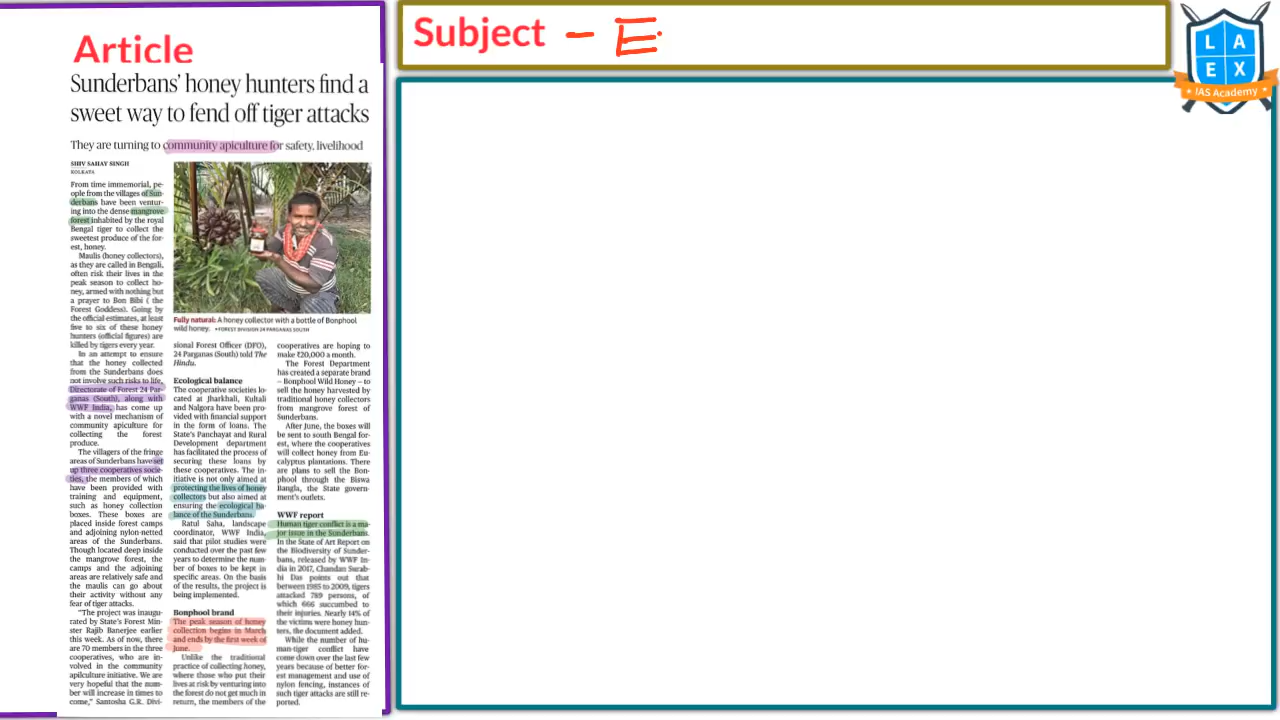 Article
Sunderbans' honey hunters find a
sweet way to fend off tiger attacks
They are turning to community apiculture for safety, livelihood
SHIV SAHAY SINGH
KOLKATA
From time immemorial, pe-
ople from the villages of Sun-
derbans have been ventur-
ing into the dense mangrove
forest inhabited by the royal
Bengal tiger to collect the
sweetest produce of the for-
est, honey.
Maulis (honey collectors),
as they are called in Bengali,
often risk their lives in the
peak season to collect ho-
ney, armed with nothing but
a prayer to Bon Bibi ( the
Forest Goddess). Going by
the official estimates, at least
five to six of these honey
hunters (official figures) are
killed by tigers every year.
In an attempt to ensure
that the honey collected
from the Sunderbans does
not involve such risks to life,
Directorate of Forest 24 Par-
ganas (South), along with
WWF India, has come up
with a novel mechanism of
community apiculture for
collecting the forest
produce.
The villagers of the fringe
areas of Sunderbans have set
up three cooperatives socie-
ties, the members of which
have been provided with
training and equipment,
such as honey collection
boxes. These boxes are
placed inside forest camps
and adjoining nylon-netted
areas of the Sunderbans.
Though located deep inside
the mangrove forest, the
camps and the adjoining
areas are relatively safe and
the maulis can go about
their activity without any
fear of tiger attacks.
"The project was inaugu-
rated by State's Forest Min-
ster Rajib Banerjee earlier
this week. As of now, there
are 70 members in the three
cooperatives, who are in-
volved in the community
apilculture initiative. We are
very hopeful that the num-
ber will increase in times to
come," Santosha G.R. Divi-
Fully natural: A honey collector with a bottle of Bonphool
wild honey. •FOREST DIVISION 24 PARGANAS SOUTH
sional Forest Officer (DFO),
24 Parganas (South) told The
Hindu.
Ecological balance
The cooperative societies lo-
cated at Jharkhali, Kultali
and Nalgora have been pro-
vided with financial support
in the form of loans. The
State's Panchayat and Rural
Development department
has facilitated the process of
securing these loans by
these cooperatives. The in-
itiative is not only aimed at
protecting the lives of honey
collectors but also aimed at
ensuring the ecological ba-
lance of the Sunderbans.
Ratul Saha, landscape
coordinator, WWF India,
said that pilot studies were
conducted over the past few
years to determine the num-
ber of boxes to be kept in
specific areas. On the basis
of the results, the project is
being implemented.
Bonphool brand
The peak season of honey
collection begins in March
and ends by the first week of
June.
Unlike the traditional
practice of collecting honey,
where those who put their
lives at risk by venturing into
the forest do not get much in
return, the members of the
cooperatives are hoping to
make ₹20,000 a month.
The Forest Department
has created a separate brand
– Bonphool Wild Honey – to
sell the honey harvested by
traditional honey collectors
from mangrove forest of
Sunderbans.
After June, the boxes will
be sent to south Bengal for-
est, where the cooperatives
will collect honey from Eu-
calyptus plantations. There
are plans to sell the Bon-
phool through the Biswa
Bangla, the State govern-
ment's outlets.
WWF report
Human tiger conflict is a ma-
jor issue in the Sunderbans.
In the State of Art Report on
the Biodiversity of Sunder-
bans, released by WWF In-
dia in 2017, Chandan Surab-
hi Das points out that
between 1985 to 2009, tigers
attacked 789 persons, of
which 666 succumbed to
their injuries. Nearly 14% of
the victims were honey hun-
ters, the document added.
While the number of hu-
man-tiger conflict have
come down over the last few
years because of better for-
est management and use of
nylon fencing, instances of
such tiger attacks are still re-
ported.
Subject - E
L A
E X
IAS Academy